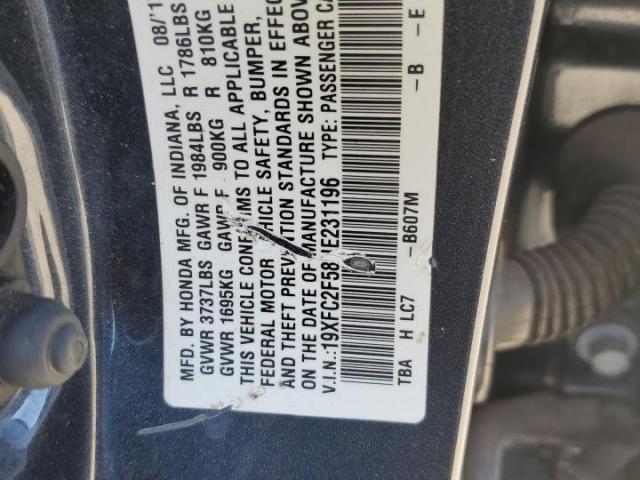 MFD. BY HONDA MFG. OF INDIANA, LLC 08/'1
GVWR 3737LBS GAWR F 1984LBS R 1786LBS
GVWR 1695KG GAWR F 900KG R 810KG
THIS VEHICLE CONFORMS TO ALL APPLICABLE
FEDERAL MOTOR VEHICLE SAFETY, BUMPER,
AND THEFT PREVENTION STANDARDS IN EFFEC
ON THE DATE OF MANUFACTURE SHOWN ABOV
V.I.N.:19XFC2F58 E231196 TYPE: PASSENGER CA
TBA H LC7 -B607M -B -E